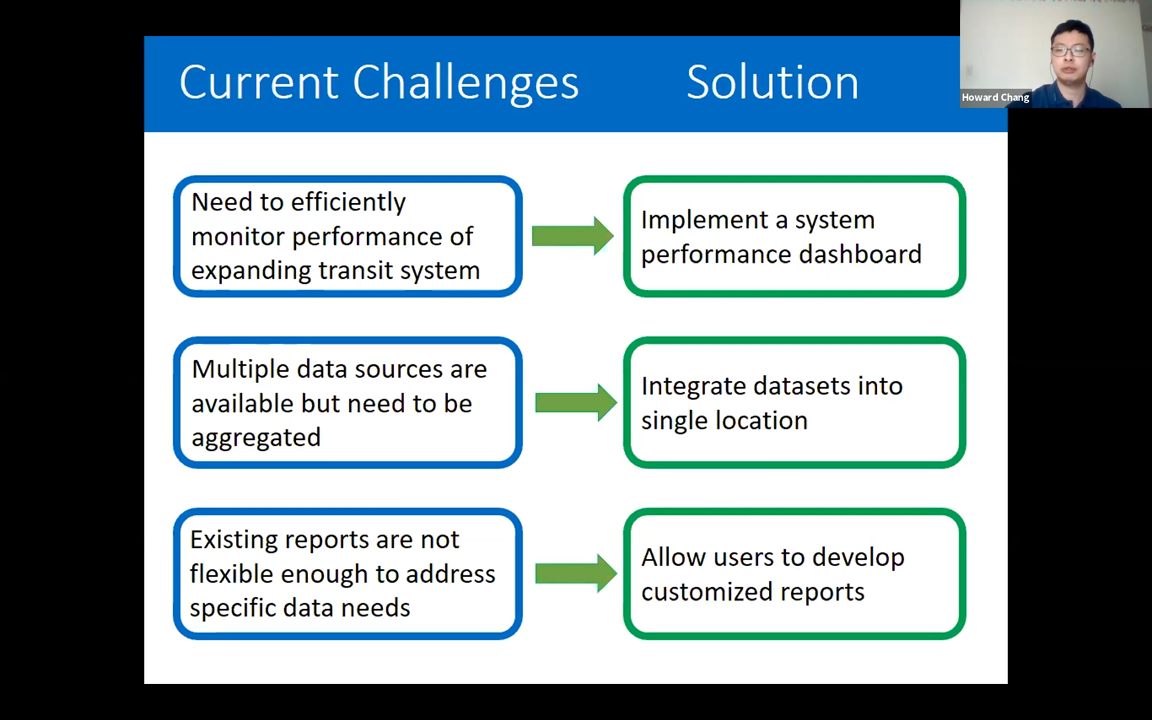 Current Challenges
Solution
Howard Chang
Need to efficiently
monitor performance of
expanding transit system
Implement a system
performance dashboard
Multiple data sources are
available but need to be
aggregated
Integrate datasets into
single location
Existing reports are not
flexible enough to address
specific data needs
Allow users to develop
customized reports